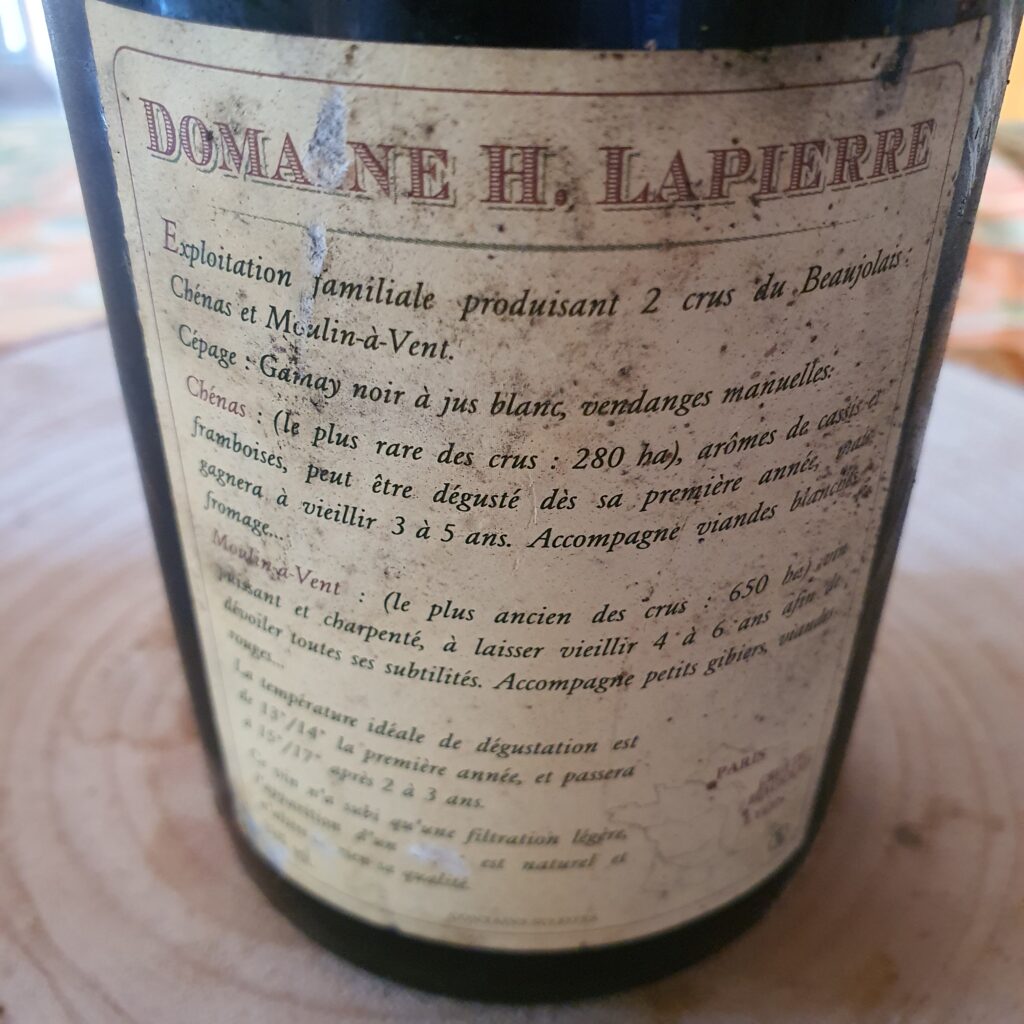 DOMAINE H. LAPIERRE
Exploitation familiale produisant 2 crus du Beaujolais :
Chénas et Moulin-à-Vent.
Cépage : Gamay noir à jus blanc, vendanges manuelles.
Chénas : (le plus rare des crus : 280 ha), arômes de cassis et
framboises, peut être dégusté dès sa première année, mais
gagnera à vieillir 3 à 5 ans. Accompagne viandes blanches,
fromage...
Moulin-à-Vent : (le plus ancien des crus : 650 ha) vin
puissant et charpenté, à laisser vieillir 4 à 6 ans afin de
dévoiler toutes ses subtilités. Accompagne petits gibiers, viandes
rouges...
La température idéale de dégustation est
de 13°/14° la première année, et passera
à 15°/17° après 2 à 3 ans.
Ce vin n'a subi qu'une filtration légère,
d'un est naturel et
sa qualité.
PARIS